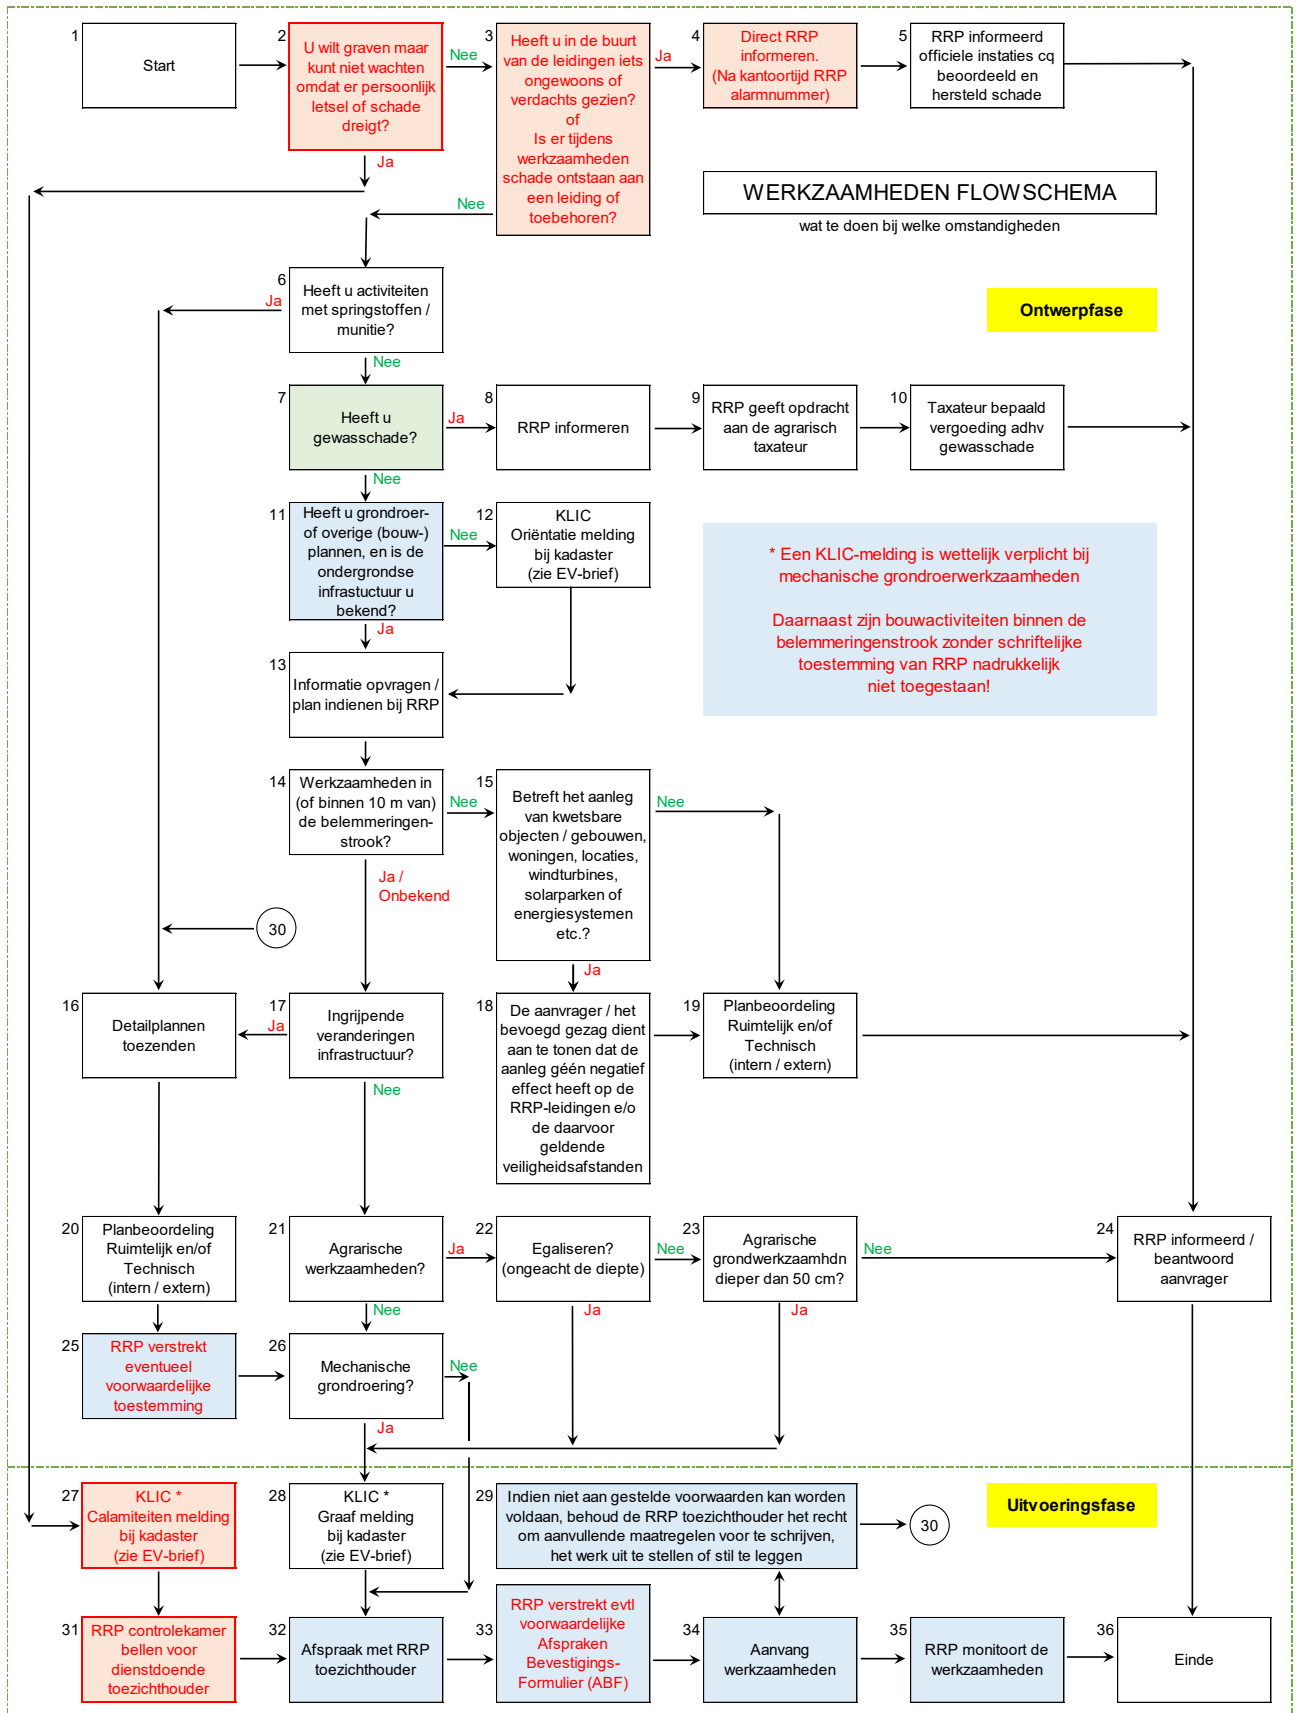 1
Start
2
U wilt graven maar
kunt niet wachten
omdat er persoonlijk
letsel of schade
dreigt?
Nee
Ja
3
Heeft u in de buurt
van de leidingen iets
ongewoons of
verdachts gezien?
of
Is er tijdens
werkzaamheden
schade ontstaan aan
een leiding of
toebehoren?
Ja
Nee
4
Direct RRP
informeren.
(Na kantoortijd RRP
alarmnummer)
5
RRP informeerd
officiele instaties cq
beoordeeld en
hersteld schade
WERKZAAMHEDEN FLOWSCHEMA
wat te doen bij welke omstandigheden
6
Heeft u activiteiten
met springstoffen /
munitie?
Ja
Nee
Ontwerpfase
7
Heeft u
gewasschade?
Ja
Nee
8
RRP informeren
9
RRP geeft opdracht
aan de agrarisch
taxateur
10
Taxateur bepaald
vergoeding adhv
gewasschade
11
Heeft u grondroer-
of overige (bouw-)
plannen, en is de
ondergrondse
infrastuctuur u
bekend?
Nee
Ja
12
KLIC
Oriëntatie melding
bij kadaster
(zie EV-brief)
* Een KLIC-melding is wettelijk verplicht bij
mechanische grondroerwerkzaamheden
Daarnaast zijn bouwactiviteiten binnen de
belemmeringenstrook zonder schriftelijke
toestemming van RRP nadrukkelijk
niet toegestaan!
13
Informatie opvragen /
plan indienen bij RRP
14
Werkzaamheden in
(of binnen 10 m van)
de belemmeringen-
strook?
Nee
Ja /
Onbekend
15
Betreft het aanleg
van kwetsbare
objecten / gebouwen,
woningen, locaties,
windturbines,
solarparken of
energiesystemen
etc.?
Nee
Ja
30
16
Detailplannen
toezenden
17
Ingrijpende
veranderingen
infrastructuur?
Ja
Nee
18
De aanvrager / het
bevoegd gezag dient
aan te tonen dat de
aanleg géén negatief
effect heeft op de
RRP-leidingen e/o
de daarvoor
geldende
veiligheidsafstanden
19
Planbeoordeling
Ruimtelijk en/of
Technisch
(intern / extern)
20
Planbeoordeling
Ruimtelijk en/of
Technisch
(intern / extern)
21
Agrarische
werkzaamheden?
Ja
Nee
22
Egaliseren?
(ongeacht de diepte)
Nee
Ja
23
Agrarische
grondwerkzaamhdn
dieper dan 50 cm?
Nee
Ja
24
RRP informeerd /
beantwoord
aanvrager
25
RRP verstrekt
eventueel
voorwaardelijke
toestemming
26
Mechanische
grondroering?
Nee
Ja
27
KLIC *
Calamiteiten melding
bij kadaster
(zie EV-brief)
28
KLIC *
Graaf melding
bij kadaster
(zie EV-brief)
29
Indien niet aan gestelde voorwaarden kan worden
voldaan, behoud de RRP toezichthouder het recht
om aanvullende maatregelen voor te schrijven,
het werk uit te stellen of stil te leggen
30
Uitvoeringsfase
31
RRP controlekamer
bellen voor
dienstdoende
toezichthouder
32
Afspraak met RRP
toezichthouder
33
RRP verstrekt evtl
voorwaardelijke
Afspraken
Bevestigings-
Formulier (ABF)
34
Aanvang
werkzaamheden
35
RRP monitoort de
werkzaamheden
36
Einde